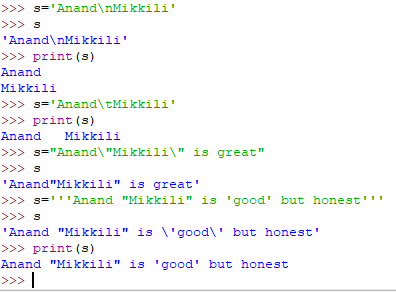 >>> s='Anand\nMikkili'
>>> s
'Anand\nMikkili'
>>> print(s)
Anand
Mikkili
>>> s='Anand\tMikkili'
>>> print(s)
Anand   Mikkili
>>> s="Anand\"Mikkili\" is great"
>>> s
'Anand"Mikkili" is great'
>>> s='''Anand "Mikkili" is 'good' but honest'''
>>> s
'Anand "Mikkili" is \'good\' but honest'
>>> print(s)
Anand "Mikkili" is 'good' but honest
>>>